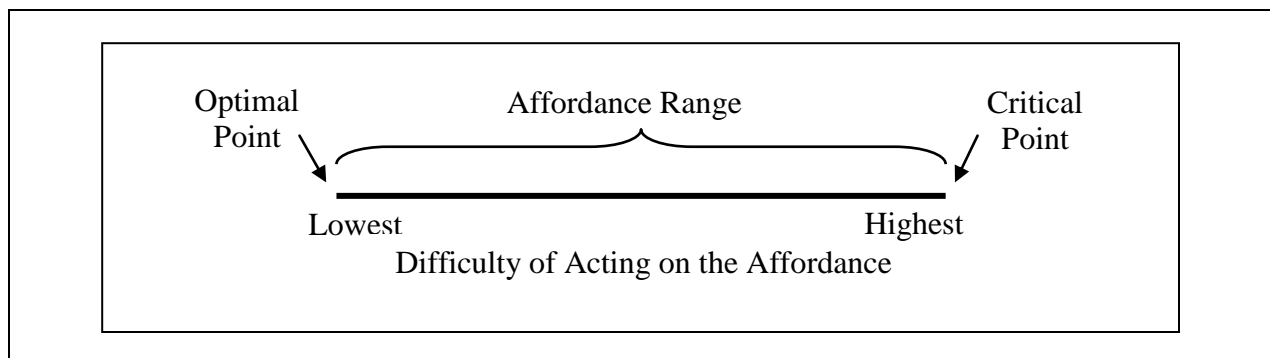 Optimal
Point
Affordance Range
Critical
Point
Lowest
Highest
Difficulty of Acting on the Affordance